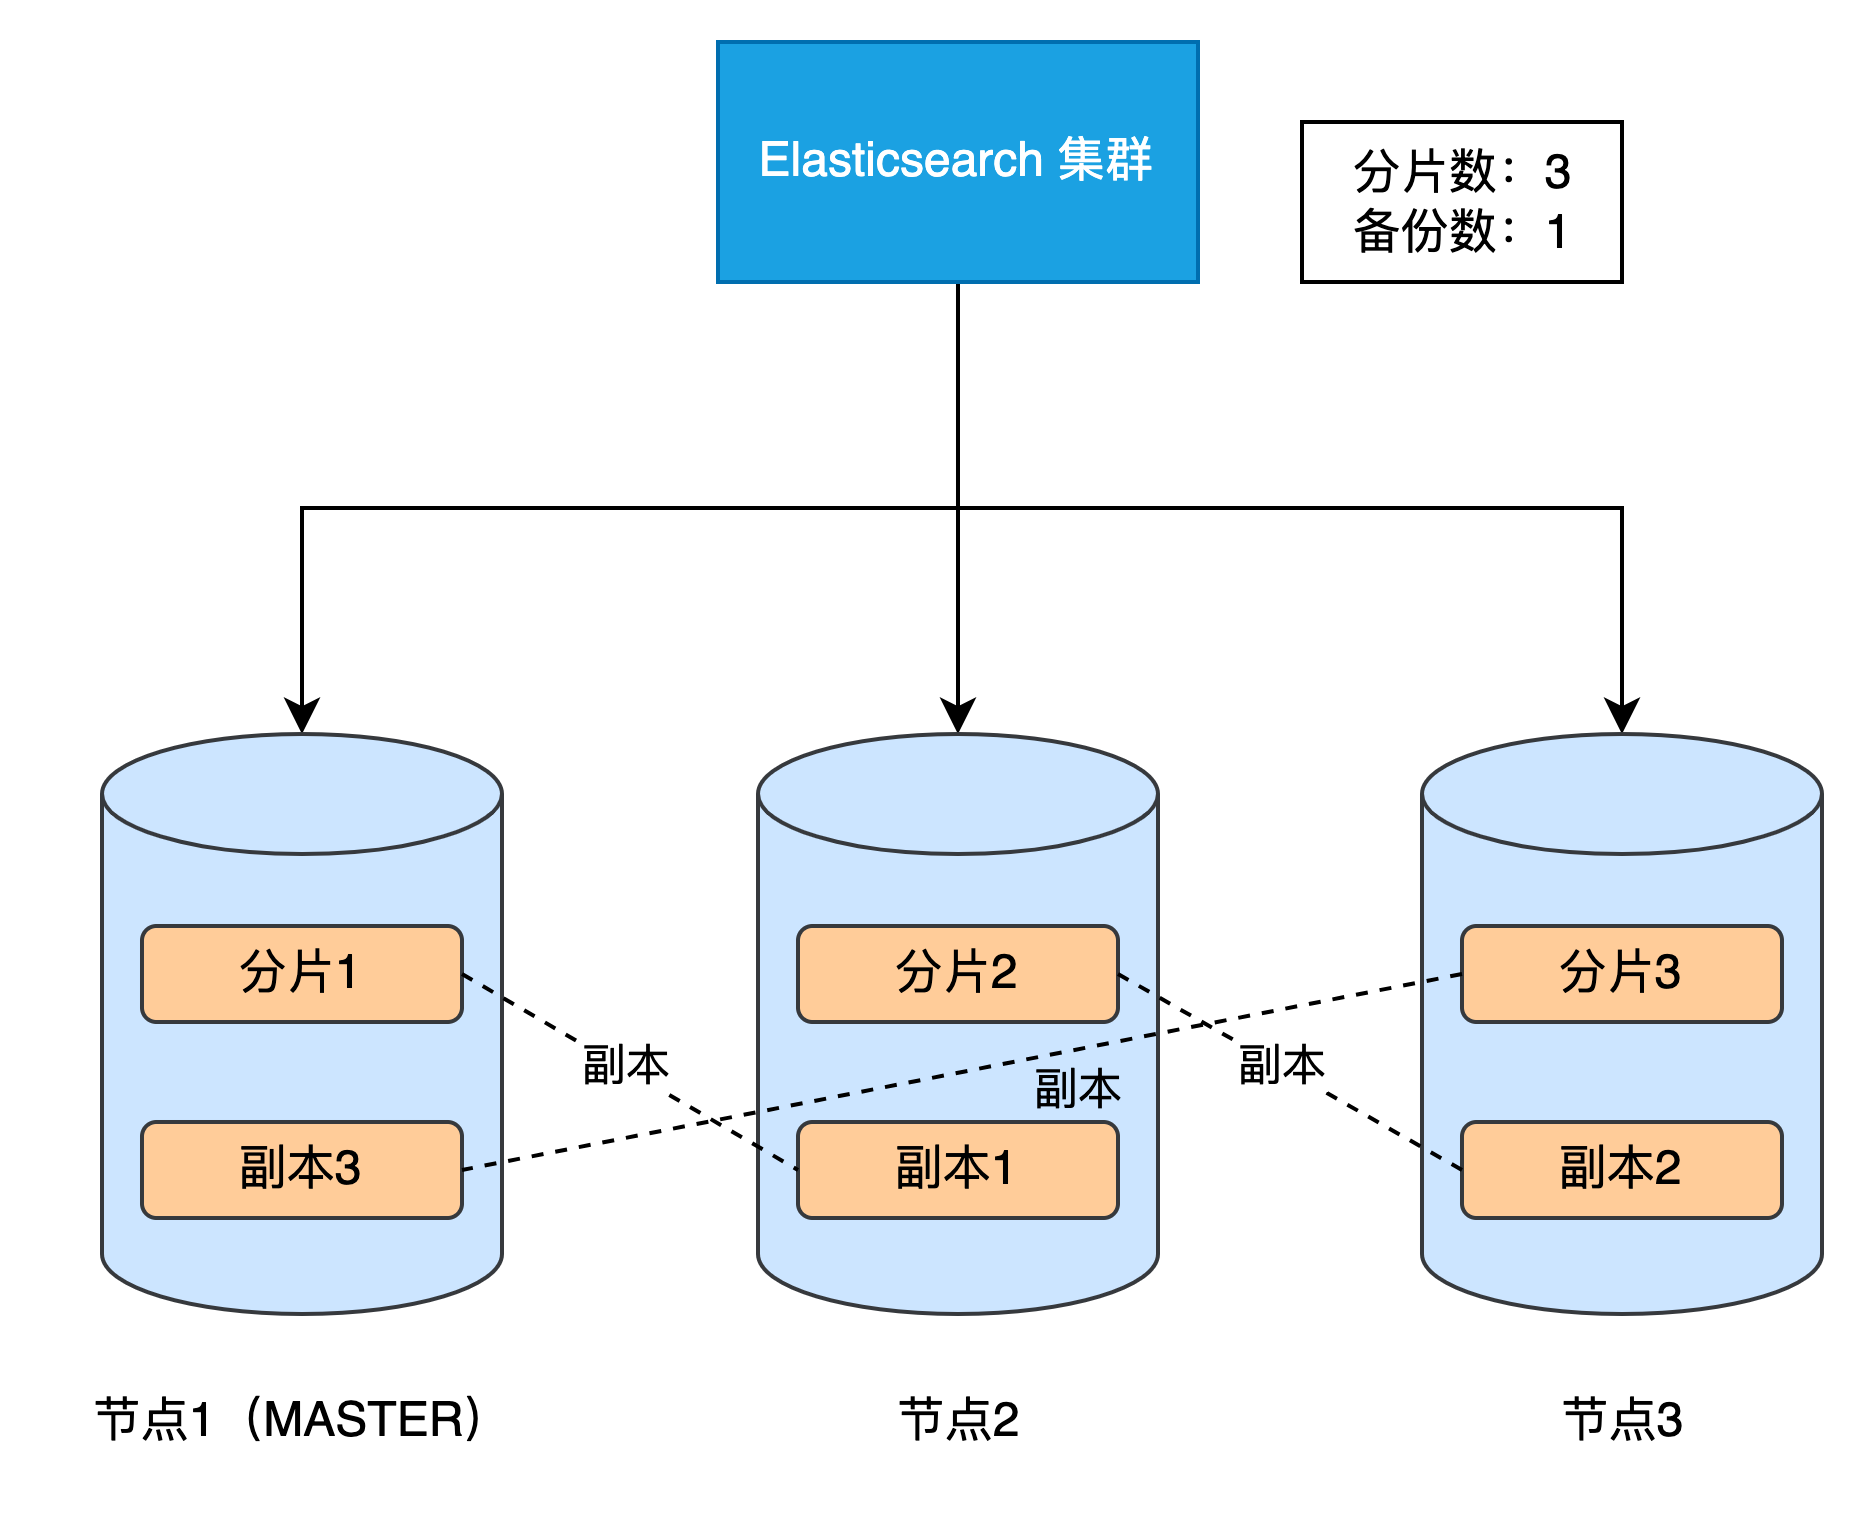 Elasticsearch 集群
分片数：3
备份数：1
分片1
分片2
分片3
副本
副本
副本
副本3
副本1
副本2
节点1（MASTER）
节点2
节点3